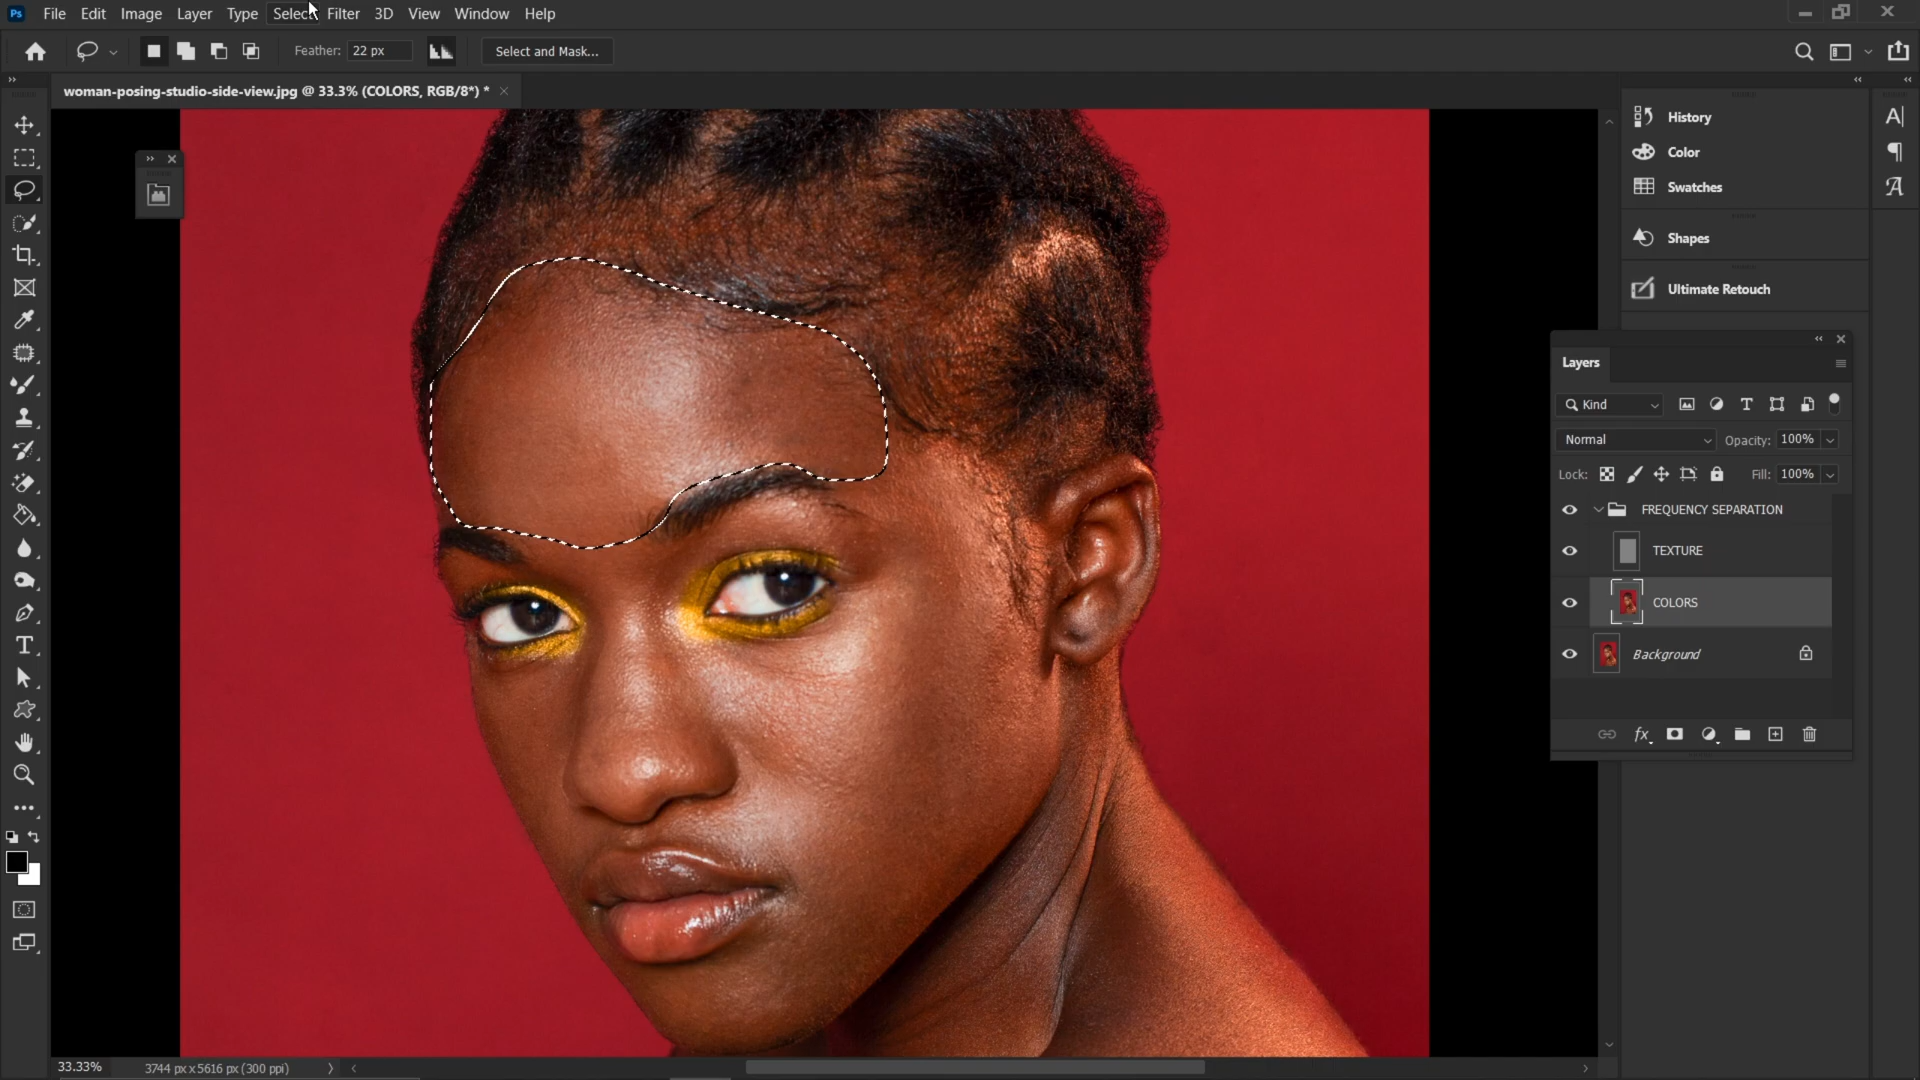 Ps File Edit Image Layer Type Select Filter 3D View Window Help
Feather: 22 px Select and Mask...
woman-posing-studio-side-view.jpg @ 33.3% (COLORS, RGB/8*) *
History
Color
Swatches
Shapes
Ultimate Retouch
Layers
Kind
Normal Opacity: 100%
Lock: Fill: 100%
FREQUENCY SEPARATION
TEXTURE
COLORS
Background
fx
33.33% 3744 px x 5616 px (300 ppi)